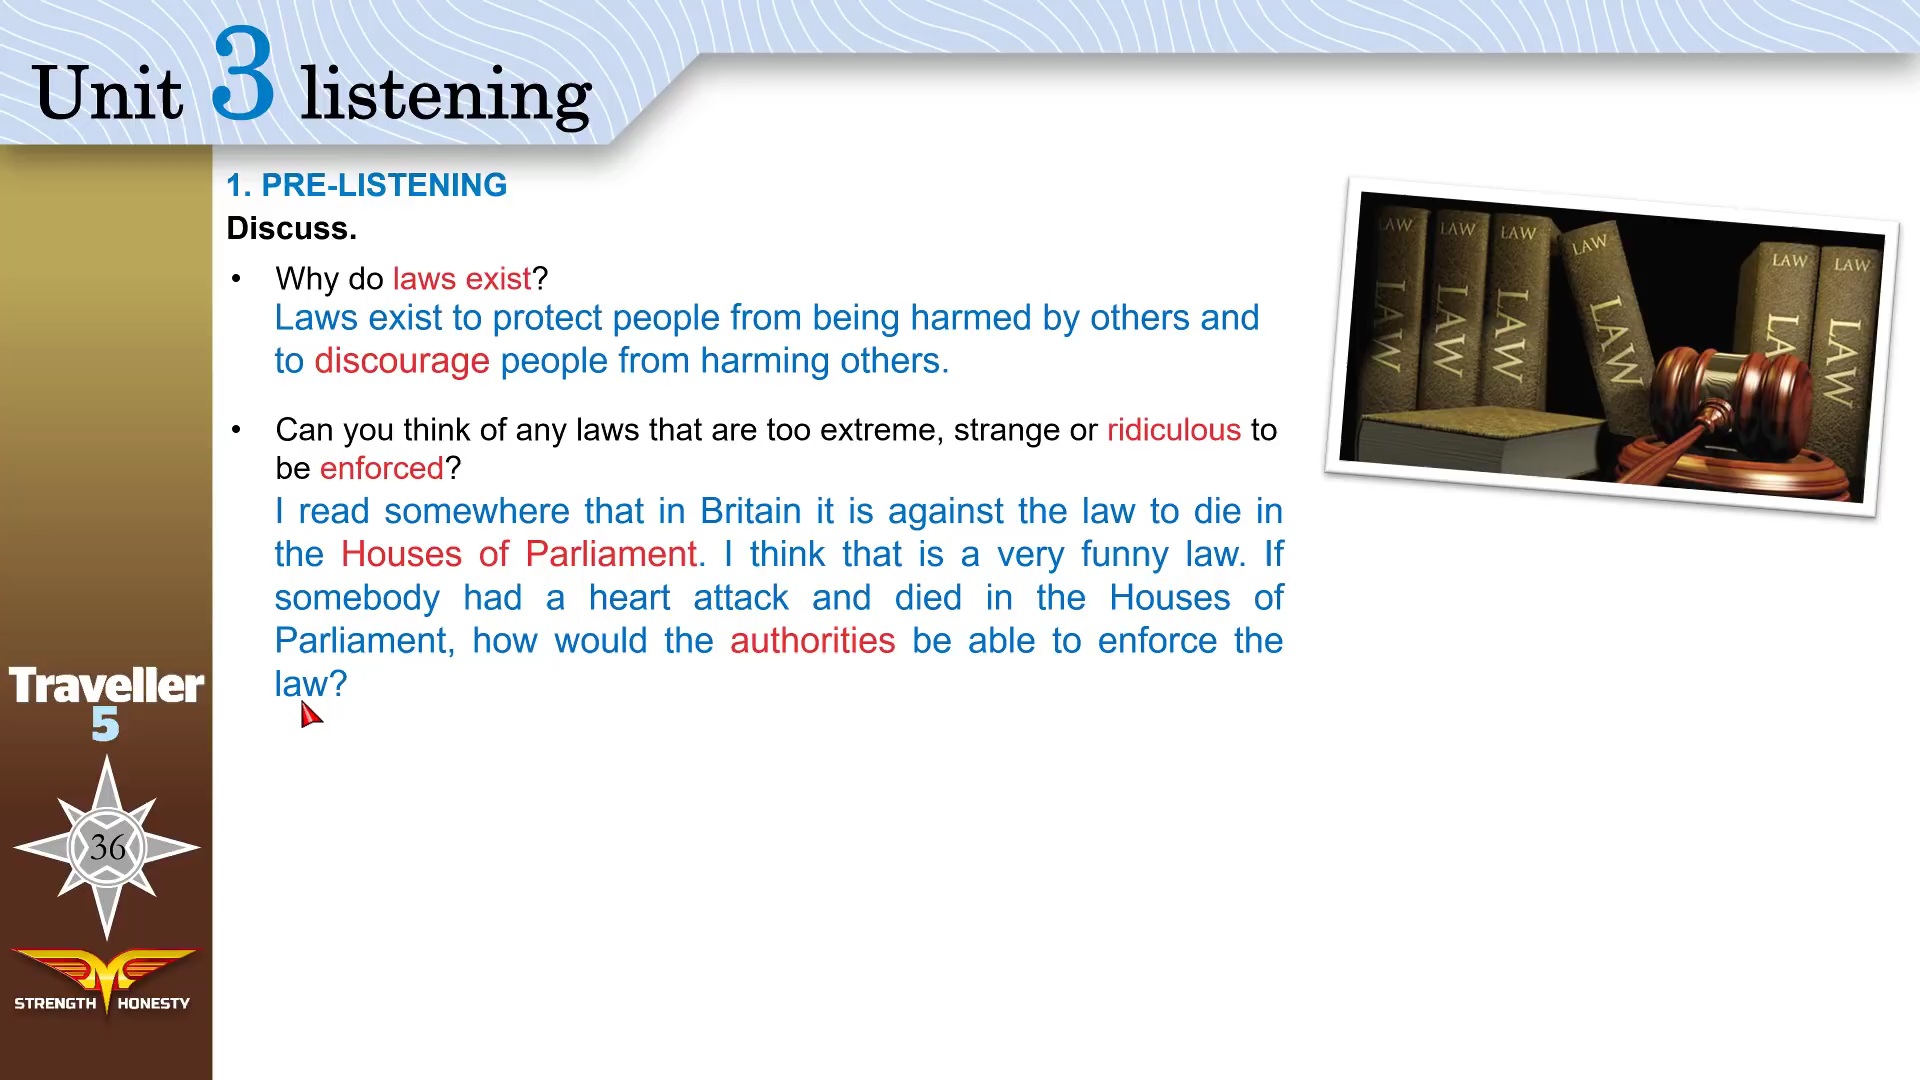 Unit 3 listening
1. PRE-LISTENING
Discuss.
• Why do laws exist?
Laws exist to protect people from being harmed by others and
to discourage people from harming others.
• Can you think of any laws that are too extreme, strange or ridiculous to
be enforced?
I read somewhere that in Britain it is against the law to die in
the Houses of Parliament. I think that is a very funny law. If
somebody had a heart attack and died in the Houses of
Parliament, how would the authorities be able to enforce the
law?
LAW LAW LAW LAW LAW LAW
LAW LAW LAW LAW LAW LAW
Traveller
5
36
STRENGTH HONESTY